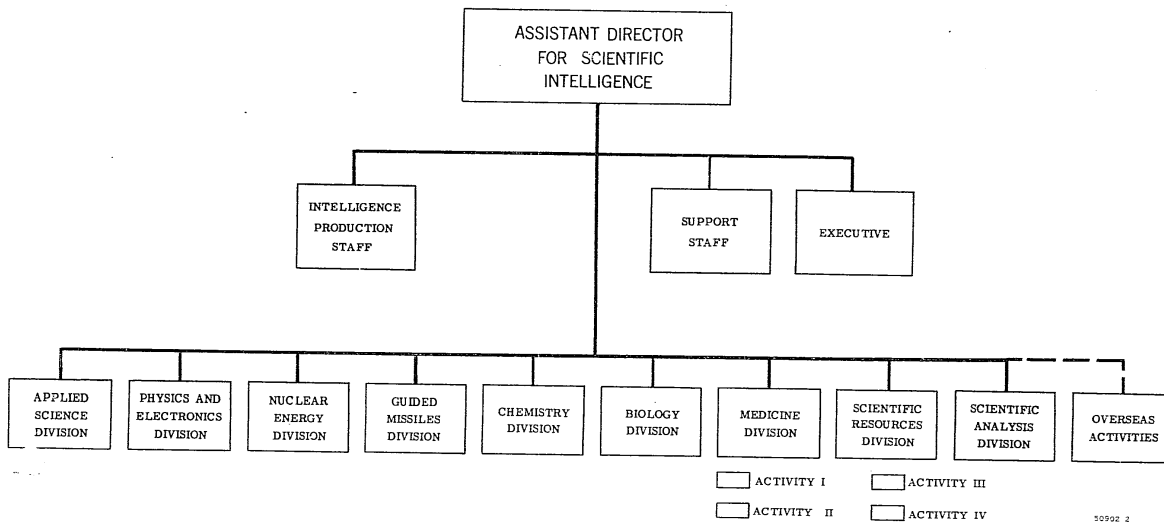 ASSISTANT DIRECTOR
FOR SCIENTIFIC
INTELLIGENCE
INTELLIGENCE
PRODUCTION
STAFF
SUPPORT
STAFF
EXECUTIVE
APPLIED
SCIENCE
DIVISION
PHYSICS AND
ELECTRONICS
DIVISION
NUCLEAR
ENERGY
DIVISION
GUIDED
MISSILES
DIVISION
CHEMISTRY
DIVISION
BIOLOGY
DIVISION
MEDICINE
DIVISION
SCIENTIFIC
RESOURCES
DIVISION
SCIENTIFIC
ANALYSIS
DIVISION
OVERSEAS
ACTIVITIES
ACTIVITY I
ACTIVITY III
ACTIVITY II
ACTIVITY IV
50902 2